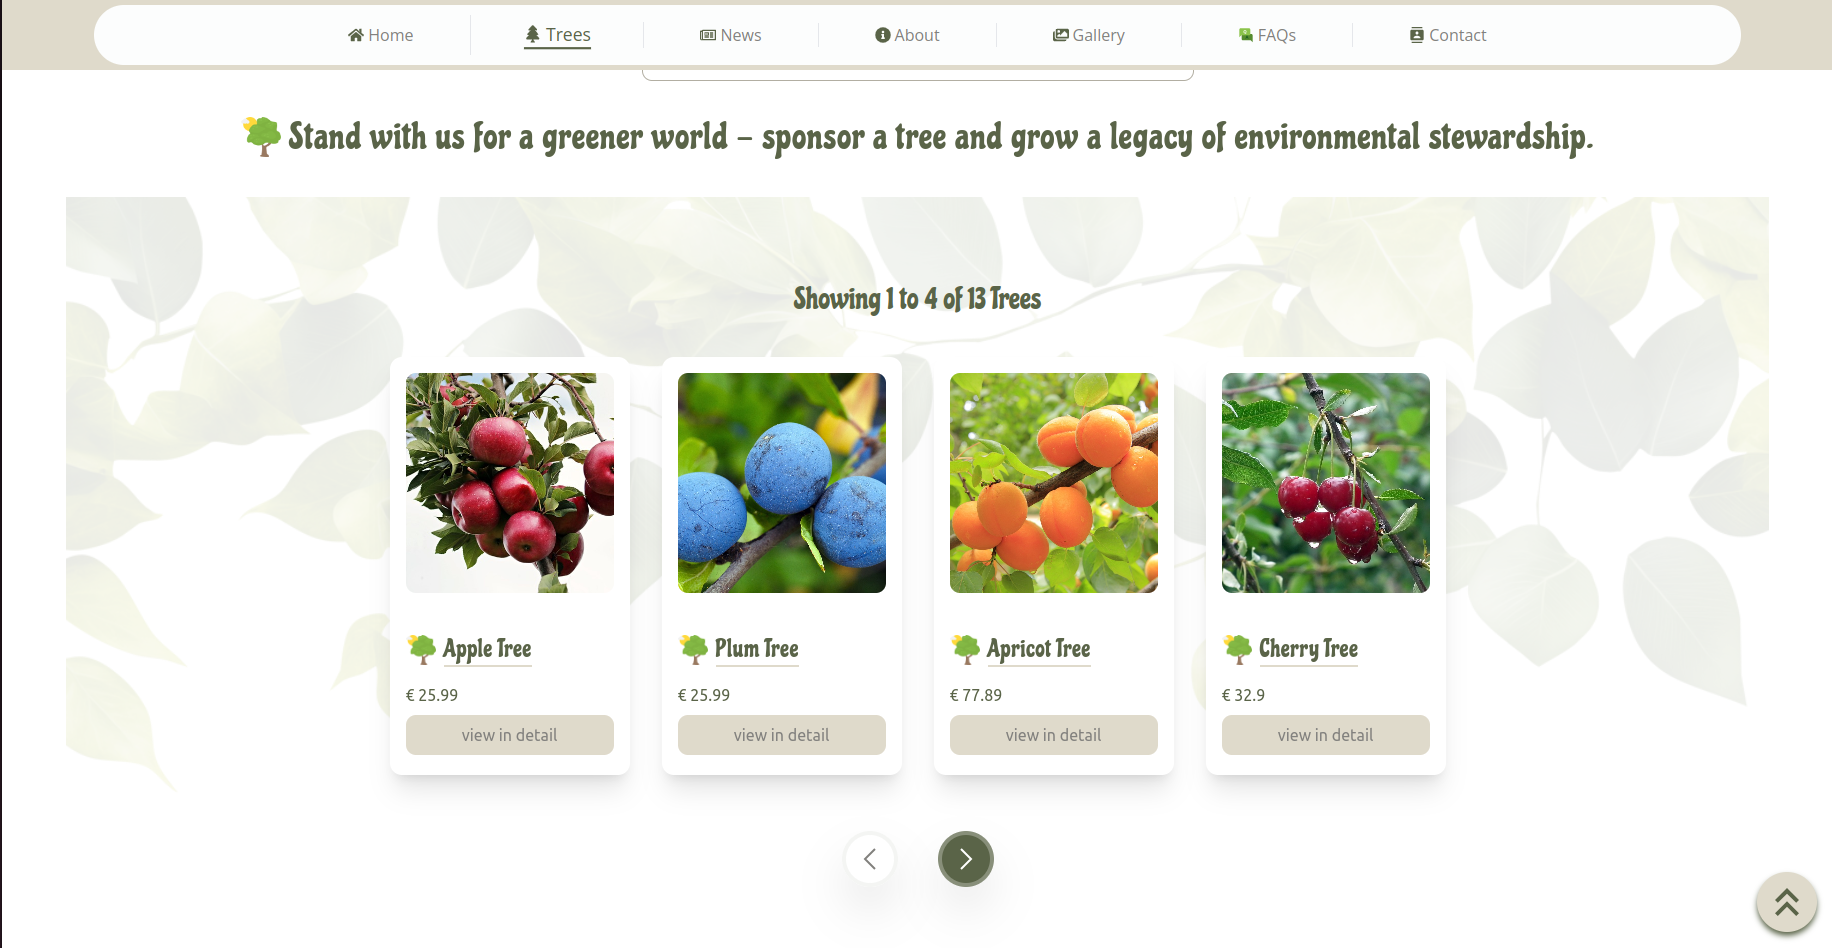 Home Trees News About Gallery FAQs Contact
Stand with us for a greener world – sponsor a tree and grow a legacy of environmental stewardship.
Showing 1 to 4 of 13 Trees
Apple Tree
€ 25.99
view in detail
Plum Tree
€ 25.99
view in detail
Apricot Tree
€ 77.89
view in detail
Cherry Tree
€ 32.9
view in detail